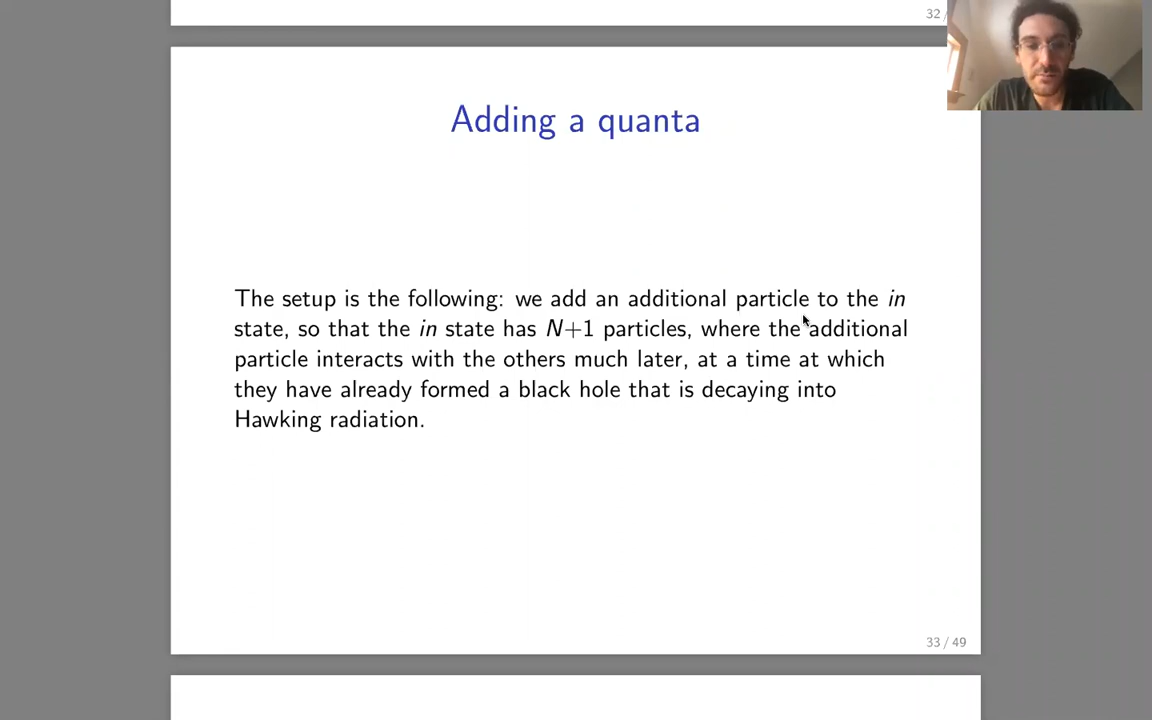 32 /
Adding a quanta
The setup is the following: we add an additional particle to the in
state, so that the in state has N+1 particles, where the additional
particle interacts with the others much later, at a time at which
they have already formed a black hole that is decaying into
Hawking radiation.
33 / 49